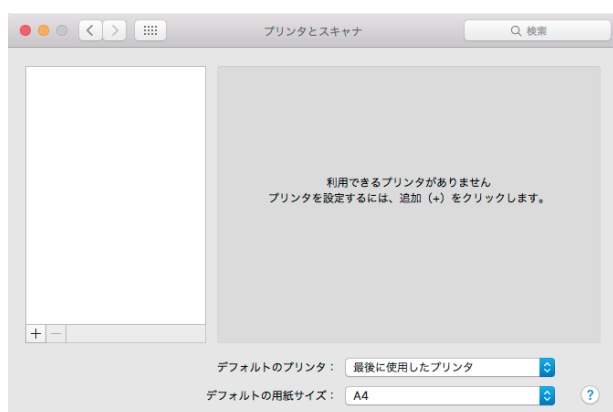 プリンタとスキャナ
検索
利用できるプリンタがありません
プリンタを設定するには、追加（+）をクリックします。
+ −
デフォルトのプリンタ： 最後に使用したプリンタ
デフォルトの用紙サイズ： A4
?